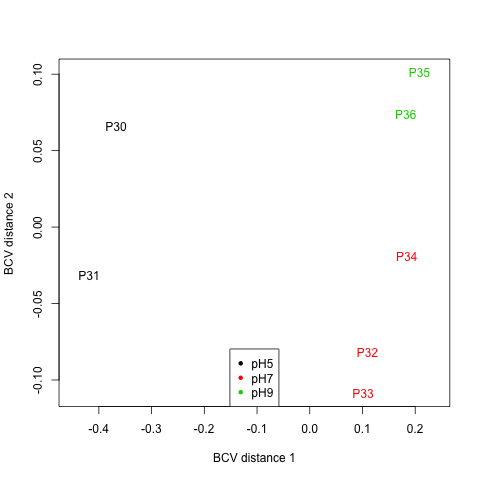 P35
P36
P30
P34
P31
P32
P33
0.10
0.05
0.00
-0.05
-0.10
BCV distance 2
pH5
pH7
pH9
-0.4 -0.3 -0.2 -0.1 0.0 0.1 0.2
BCV distance 1